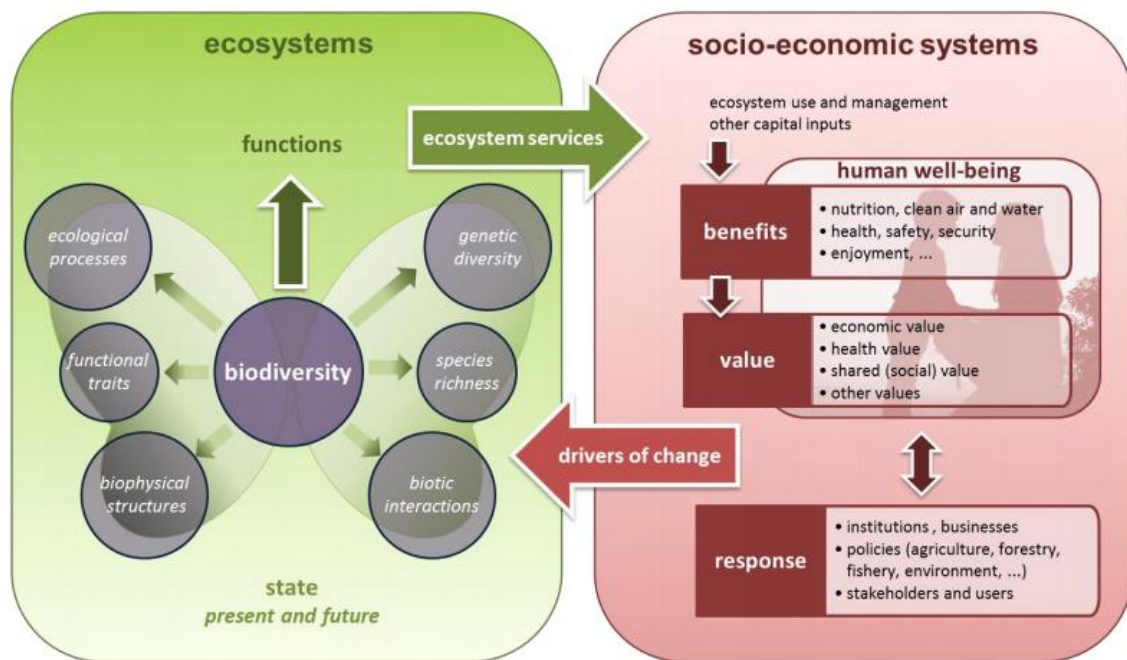 ecosystems
functions
ecological
processes
genetic
diversity
functional
traits
biodiversity
species
richness
biophysical
structures
biotic
interactions
state
present and future
ecosystem services
drivers of change
socio-economic systems
ecosystem use and management
other capital inputs
human well-being
benefits
• nutrition, clean air and water
• health, safety, security
• enjoyment, ...
value
• economic value
• health value
• shared (social) value
• other values
response
• institutions , businesses
• policies (agriculture, forestry,
fishery, environment, ...)
• stakeholders and users